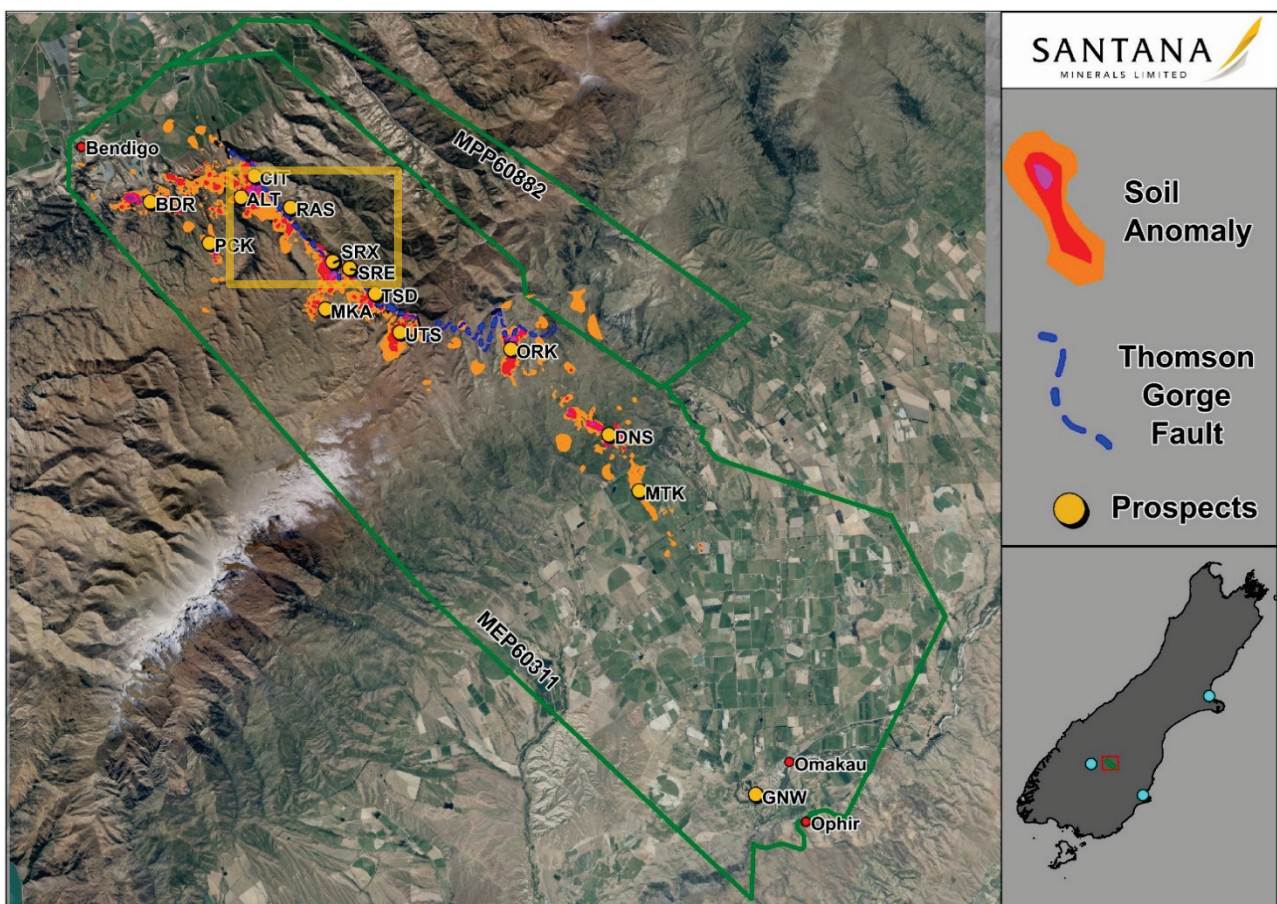 SANTANA
MINERALS LIMITED
Bendigo
CIT
BDR
ALT
RAS
PCK
SRX
SRE
TSD
MKA
UTS
ORK
DNS
MTK
MPP60882
MEP60311
Omakau
GNW
Ophir
Soil
Anomaly
Thomson
Gorge
Fault
Prospects